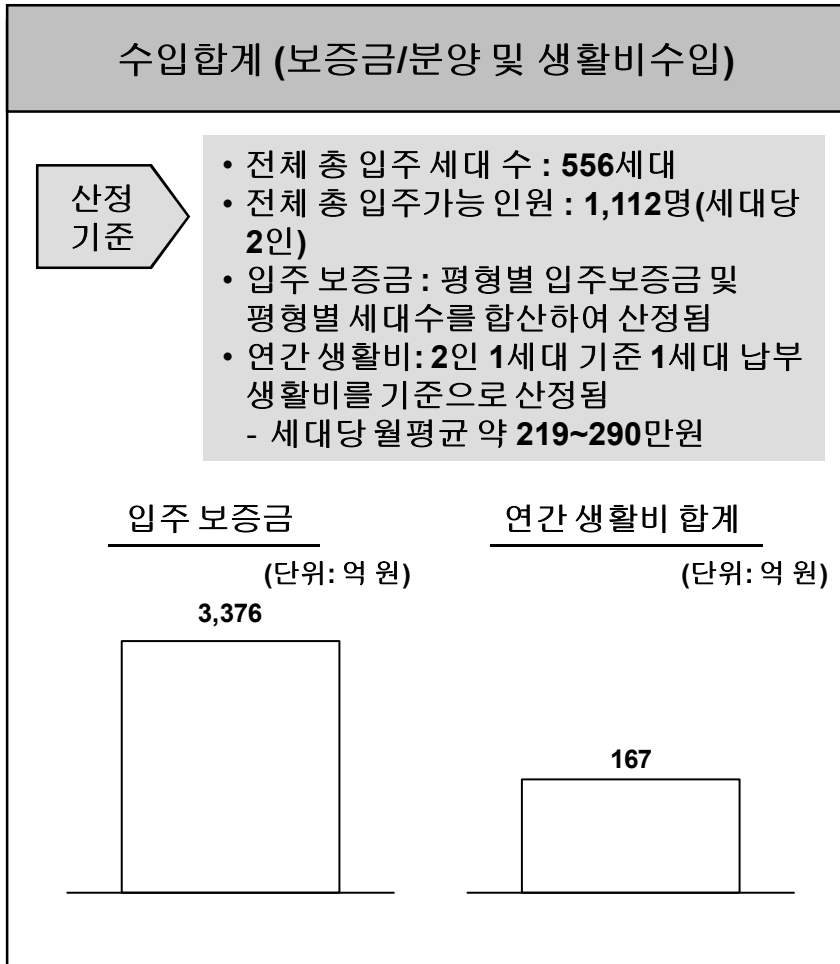 수입합계 (보증금/분양 및 생활비수입)
산정
기준
• 전체 총 입주 세대 수 : 556세대
• 전체 총 입주가능 인원 : 1,112명(세대당
2인)
• 입주 보증금 : 평형별 입주보증금 및
평형별 세대수를 합산하여 산정됨
• 연간 생활비: 2인 1세대 기준 1세대 납부
생활비를 기준으로 산정됨
- 세대당 월평균 약 219~290만원
입주 보증금
(단위: 억 원)
3,376
연간 생활비 합계
(단위: 억 원)
167